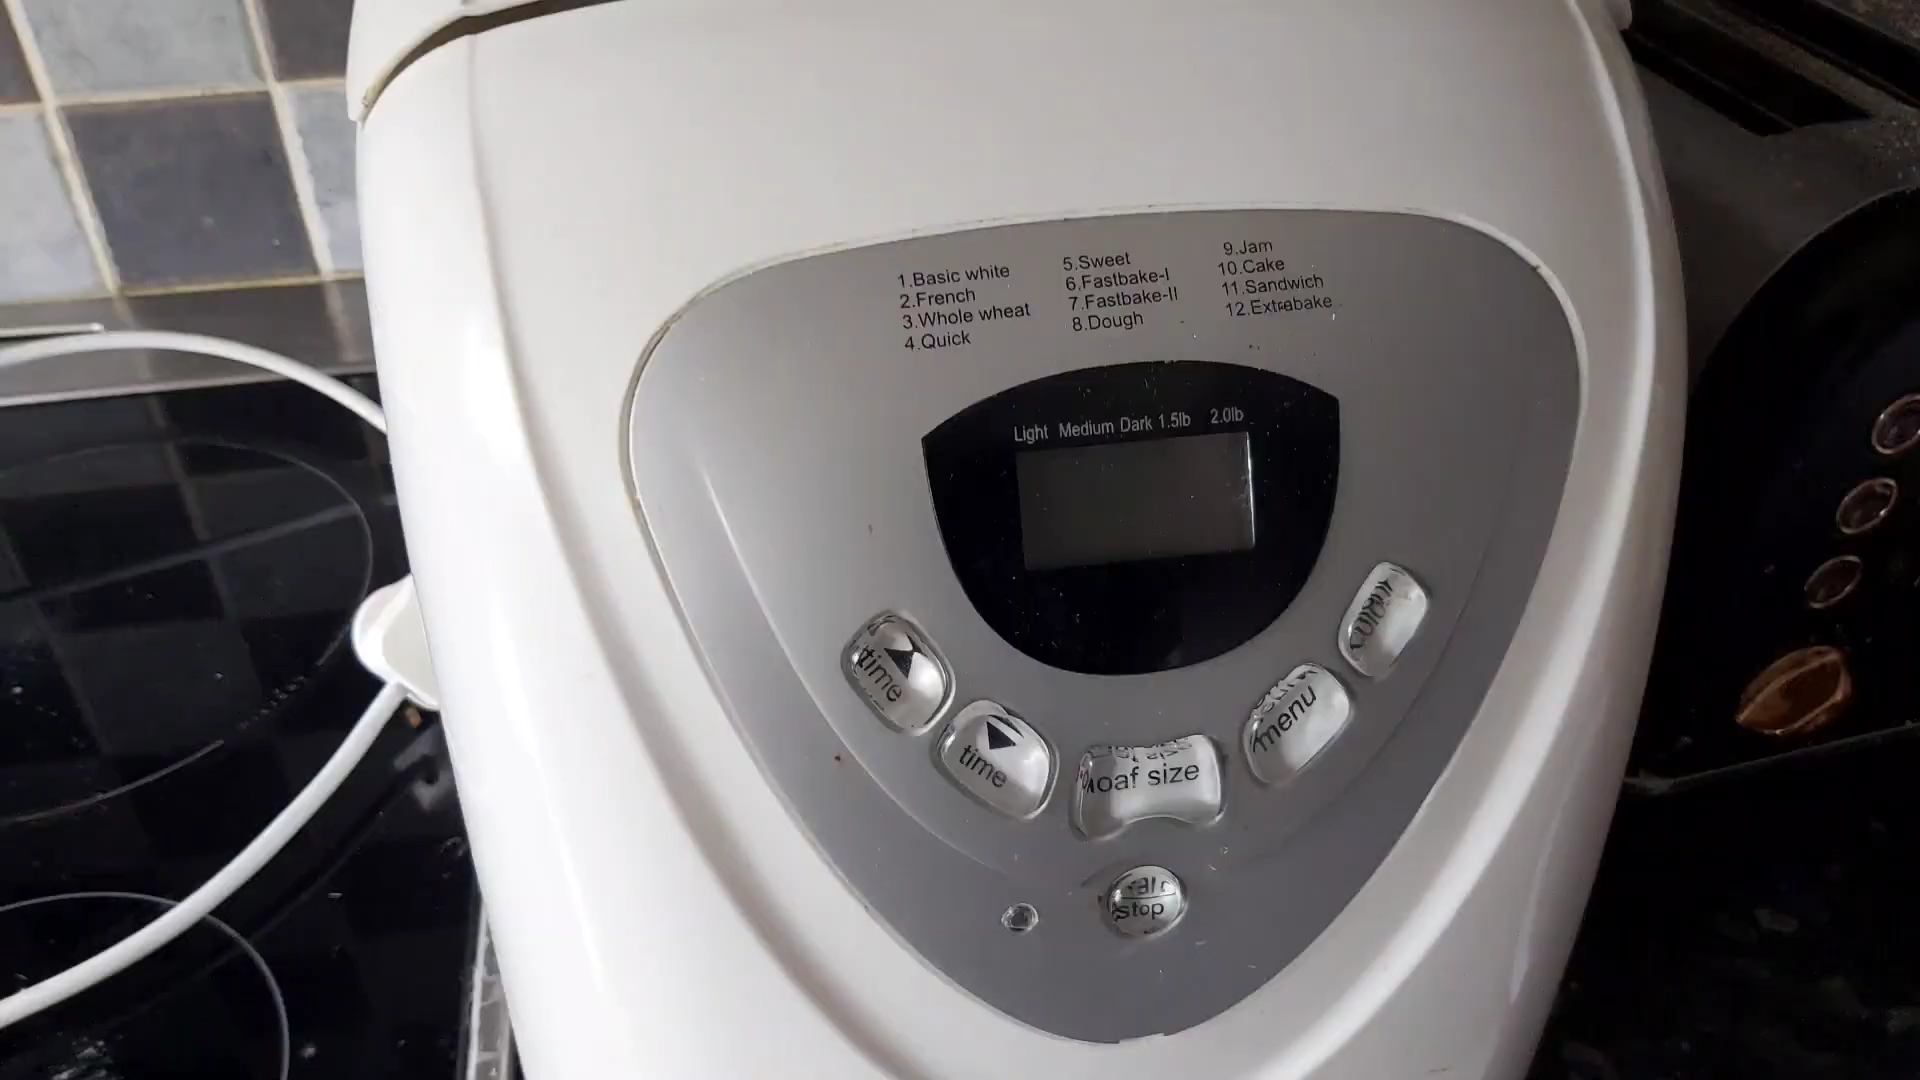 1.Basic white
2.French
3.Whole wheat
4.Quick
5.Sweet
6.Fastbake-I
7.Fastbake-II
8.Dough
9.Jam
10.Cake
11.Sandwich
12.Extrabake
Light Medium Dark 1.5lb 2.0lb
time
time
loaf size
menu
stop